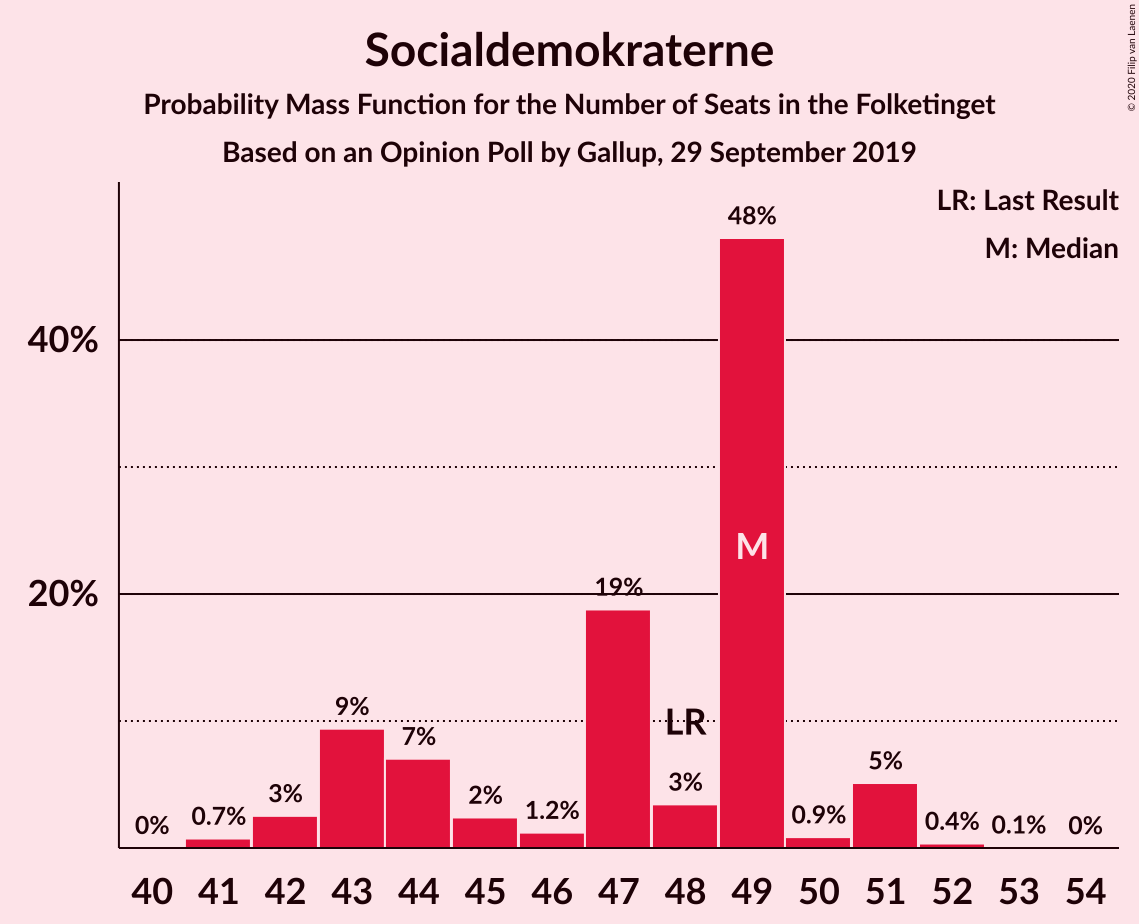 Socialdemokraterne
Probability Mass Function for the Number of Seats in the Folketinget
Based on an Opinion Poll by Gallup, 29 September 2019
© 2020 Filip van Laenen
LR: Last Result
M: Median
40%
20%
0%
0.7%
3%
9%
7%
2%
1.2%
19%
LR
3%
48%
M
0.9%
5%
0.4%
0.1%
0%
40 41 42 43 44 45 46 47 48 49 50 51 52 53 54